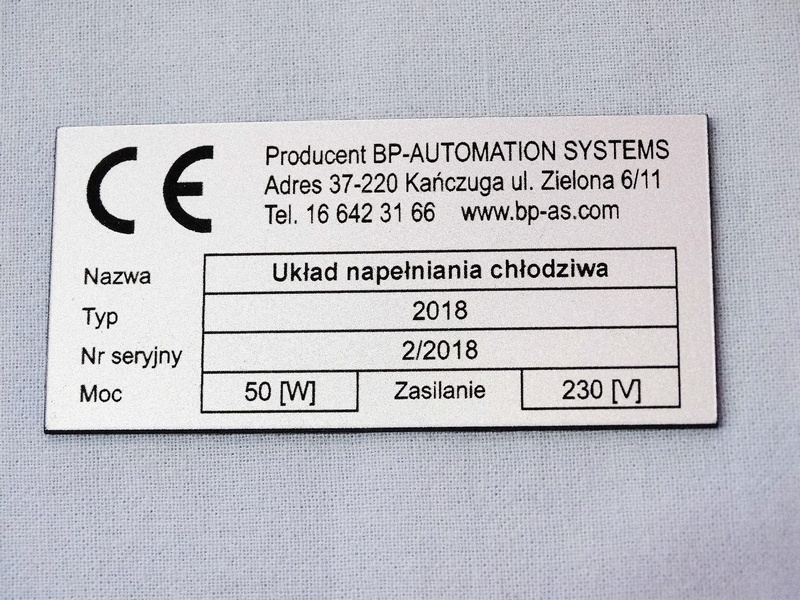 CE
Producent BP-AUTOMATION SYSTEMS
Adres 37-220 Kańczuga ul. Zielona 6/11
Tel. 16 642 31 66 www.bp-as.com
Nazwa Układ napełniania chłodziwa
Typ 2018
Nr seryjny 2/2018
Moc 50 [W] Zasilanie 230 [V]